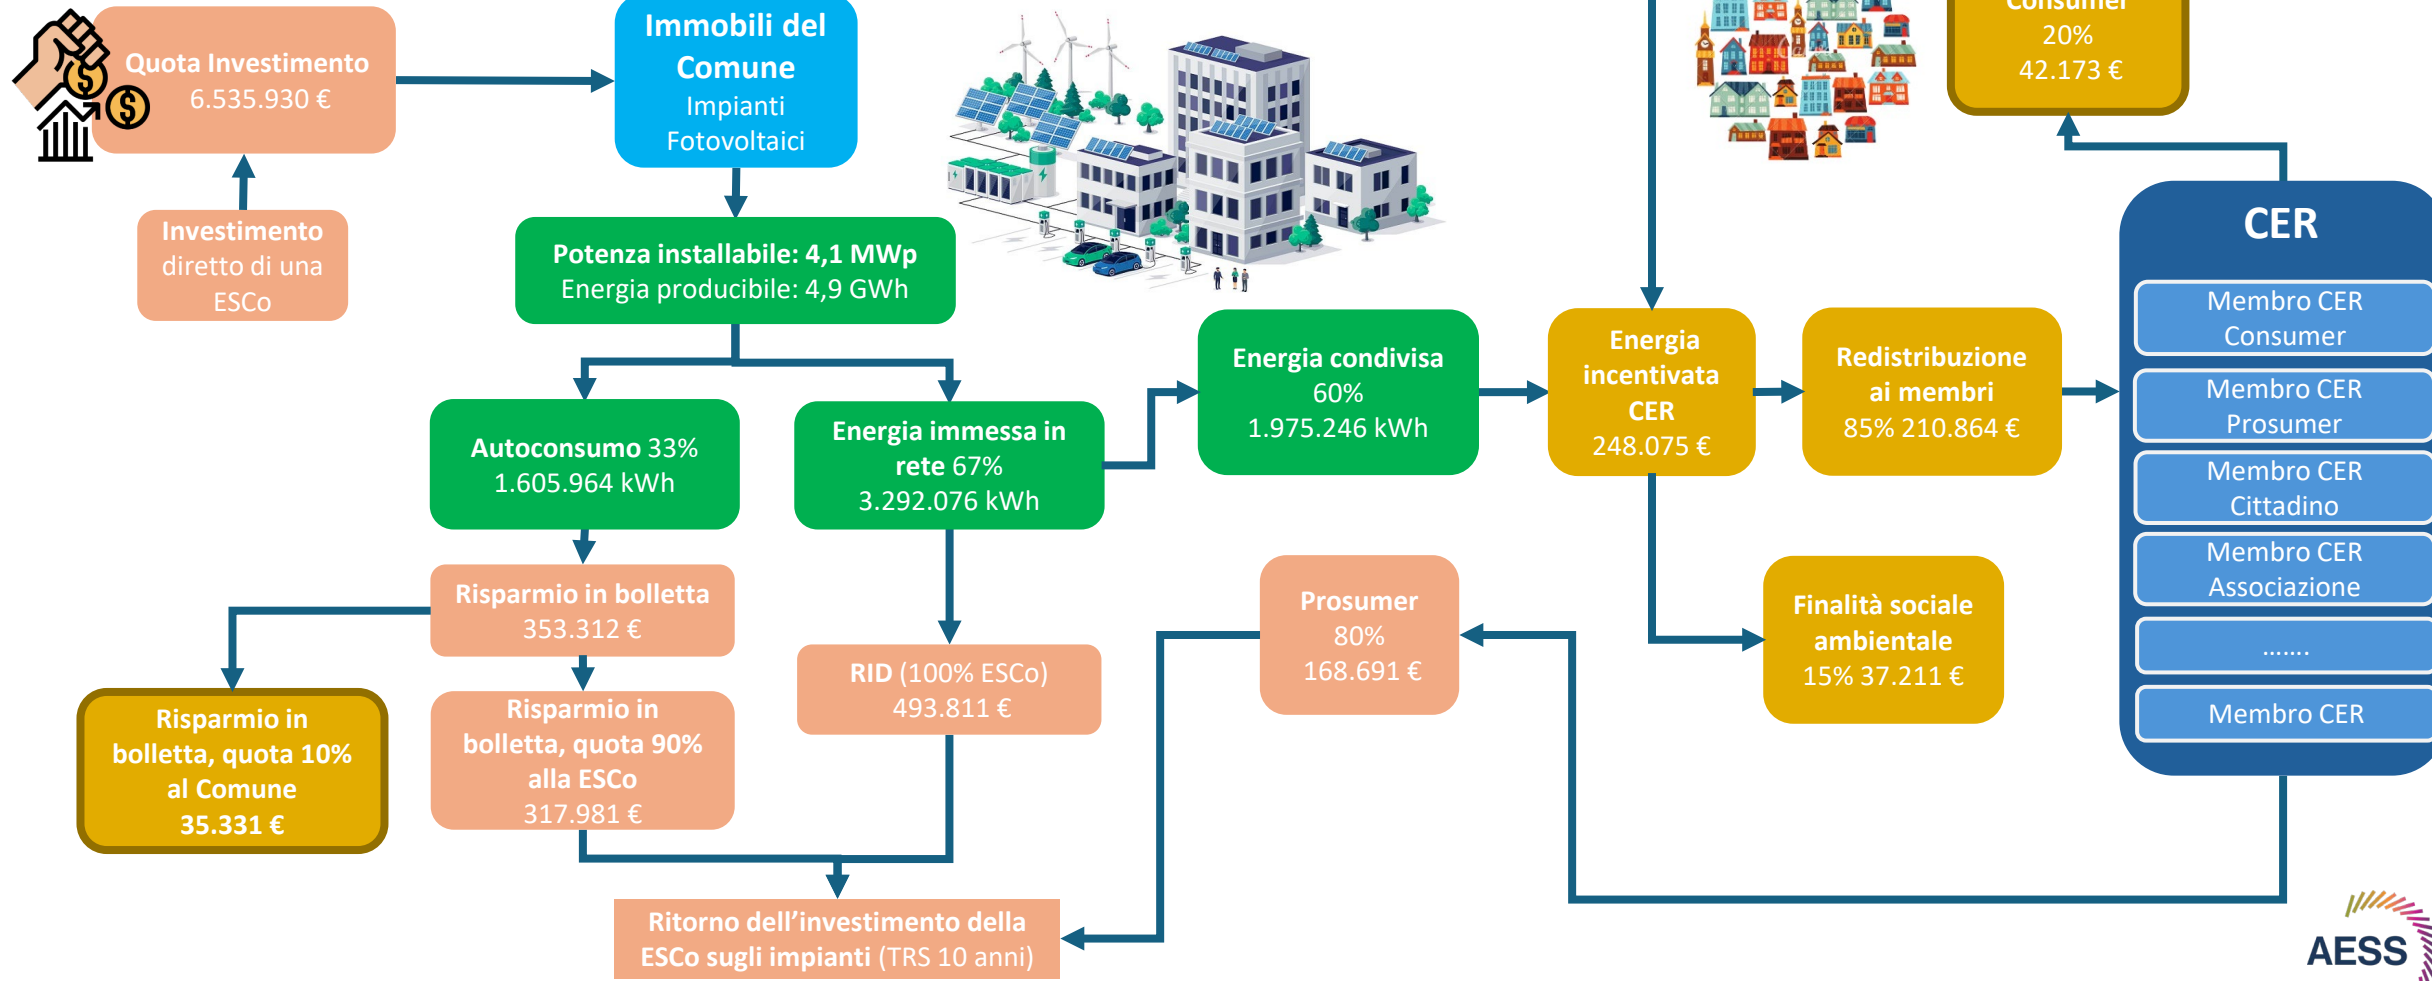 Quota Investimento
6.535.930 €
Investimento
diretto di una
ESCo
Immobili del
Comune
Impianti
Fotovoltaici
Potenza installabile: 4,1 MWp
Energia producibile: 4,9 GWh
Autoconsumo 33%
1.605.964 kWh
Energia immessa in
rete 67%
3.292.076 kWh
Energia condivisa
60%
1.975.246 kWh
Energia
incentivata
CER
248.075 €
Redistribuzione
ai membri
85% 210.864 €
Consumer
20%
42.173 €
CER
Membro CER
Consumer
Membro CER
Prosumer
Membro CER
Cittadino
Membro CER
Associazione
.......
Membro CER
Risparmio in bolletta
353.312 €
Risparmio in
bolletta, quota 10%
al Comune
35.331 €
Risparmio in
bolletta, quota 90%
alla ESCo
317.981 €
RID (100% ESCo)
493.811 €
Prosumer
80%
168.691 €
Finalità sociale
ambientale
15% 37.211 €
Ritorno dell’investimento della
ESCo sugli impianti (TRS 10 anni)
AESS